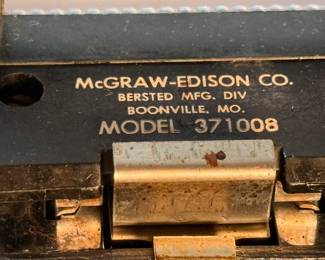 McGRAW-EDISON CO.
BERSTED MFG. DIV
BOONVILLE, MO.
MODEL 371008